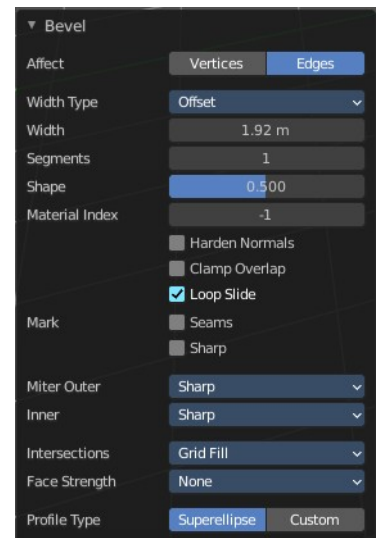 Bevel
Affect Vertices Edges
Width Type Offset
Width 1.92 m
Segments 1
Shape 0.500
Material Index -1
Harden Normals
Clamp Overlap
Loop Slide
Mark Seams
Sharp
Miter Outer Sharp
Inner Sharp
Intersections Grid Fill
Face Strength None
Profile Type Superellipse Custom